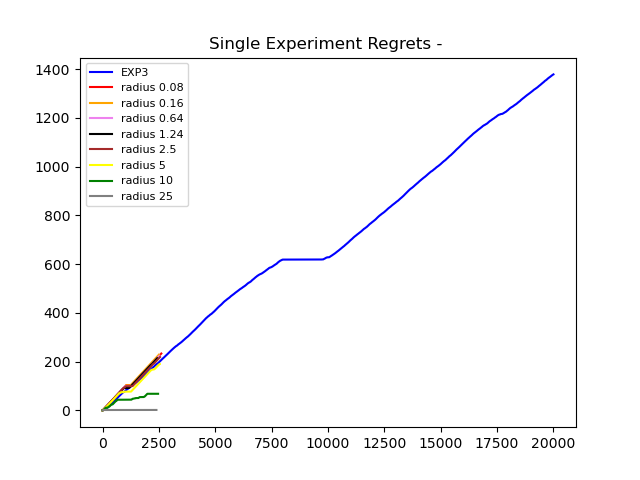 Single Experiment Regrets -
1400
1200
1000
800
600
400
200
0
EXP3
radius 0.08
radius 0.16
radius 0.64
radius 1.24
radius 2.5
radius 5
radius 10
radius 25
0 2500 5000 7500 10000 12500 15000 17500 20000